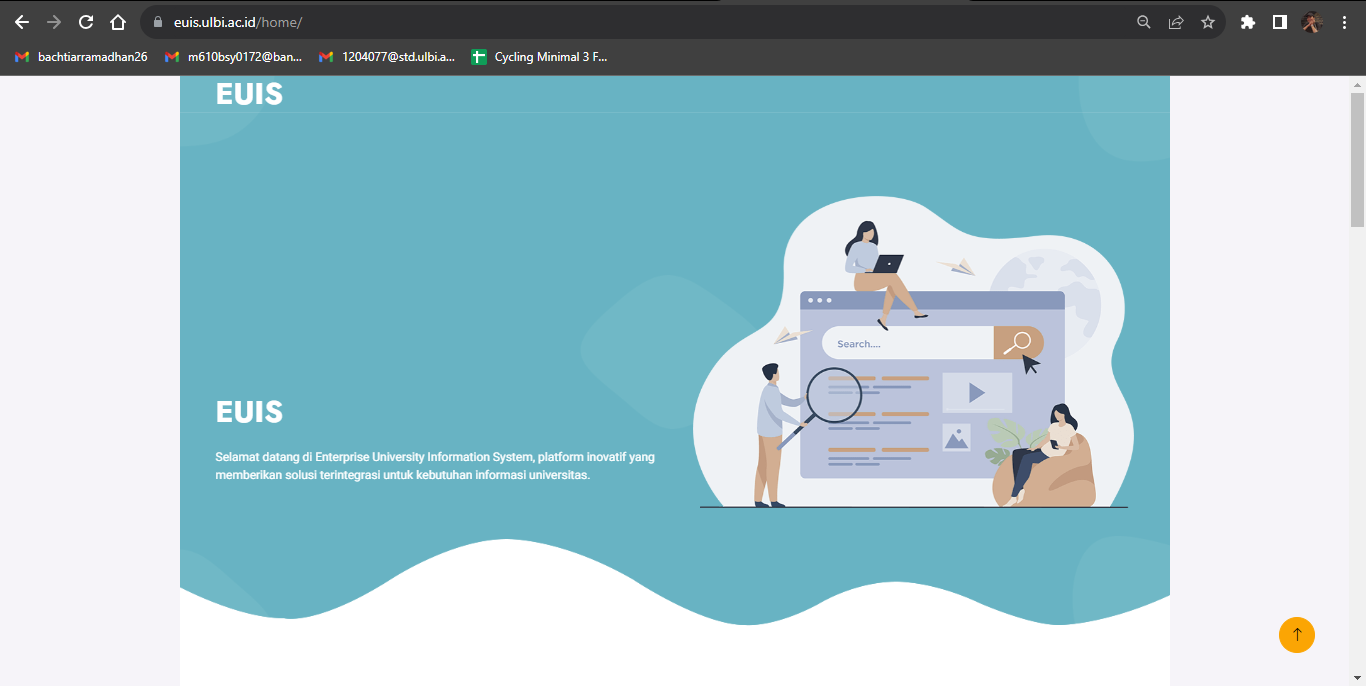 euis.ulbi.ac.id/home/
bachtiarramadhan26
m610bsy0172@ban...
1204077@std.ulbi.a...
Cycling Minimal 3 F...
EUIS
Search....
EUIS
Selamat datang di Enterprise University Information System, platform inovatif yang
memberikan solusi terintegrasi untuk kebutuhan informasi universitas.